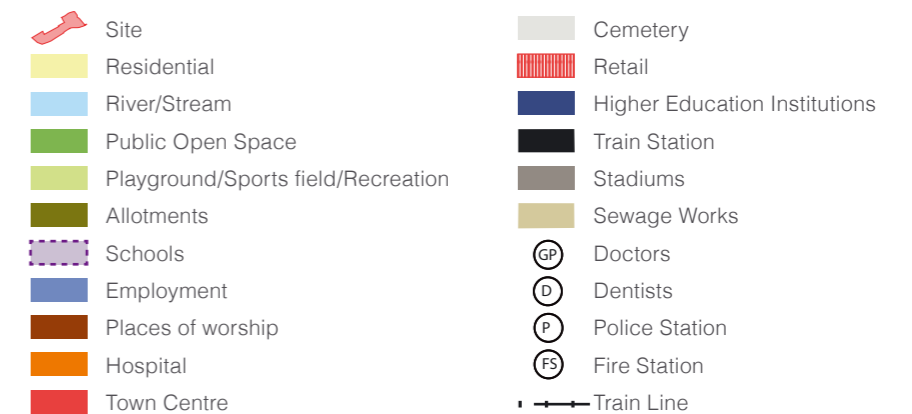 Site
Residential
River/Stream
Public Open Space
Playground/Sports field/Recreation
Allotments
Schools
Employment
Places of worship
Hospital
Town Centre
Cemetery
Retail
Higher Education Institutions
Train Station
Stadiums
Sewage Works
GP Doctors
D Dentists
P Police Station
FS Fire Station
Train Line